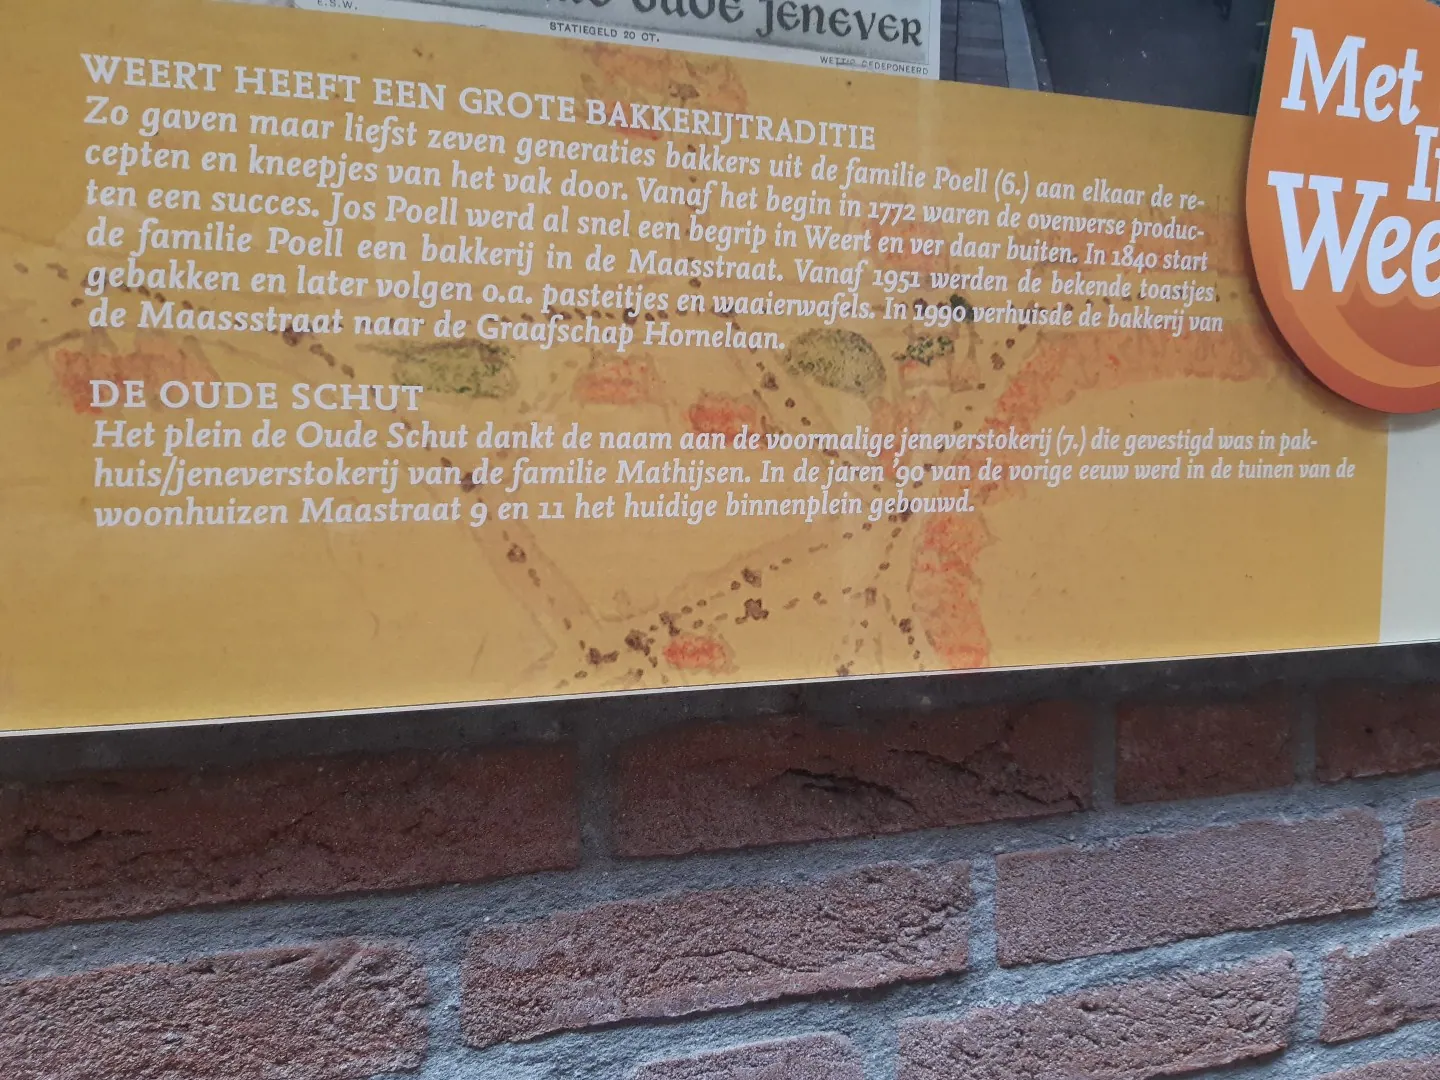 E.S.W.
OUDE JENEVER
STATIEGELD 20 CT.
WETTIG GEDEPONEERD
WEERT HEEFT EEN GROTE BAKKERIJTRADITIE
Zo gaven maar liefst zeven generaties bakkers uit de familie Poell (6.) aan elkaar de re-
cepten en kneepjes van het vak door. Vanaf het begin in 1772 waren de ovenverse produc-
ten een succes. Jos Poell werd al snel een begrip in Weert en ver daar buiten. In 1840 start
de familie Poell een bakkerij in de Maasstraat. Vanaf 1951 werden de bekende toastjes
gebakken en later volgen o.a. pasteitjes en waaierwafels. In 1990 verhuisde de bakkerij van
de Maassstraat naar de Graafschap Hornelaan.
DE OUDE SCHUT
Het plein de Oude Schut dankt de naam aan de voormalige jeneverstokerij (7.) die gevestigd was in pak-
huis/jeneverstokerij van de familie Mathijsen. In de jaren '90 van de vorige eeuw werd in de tuinen van de
woonhuizen Maastraat 9 en 11 het huidige binnenplein gebouwd.
Met